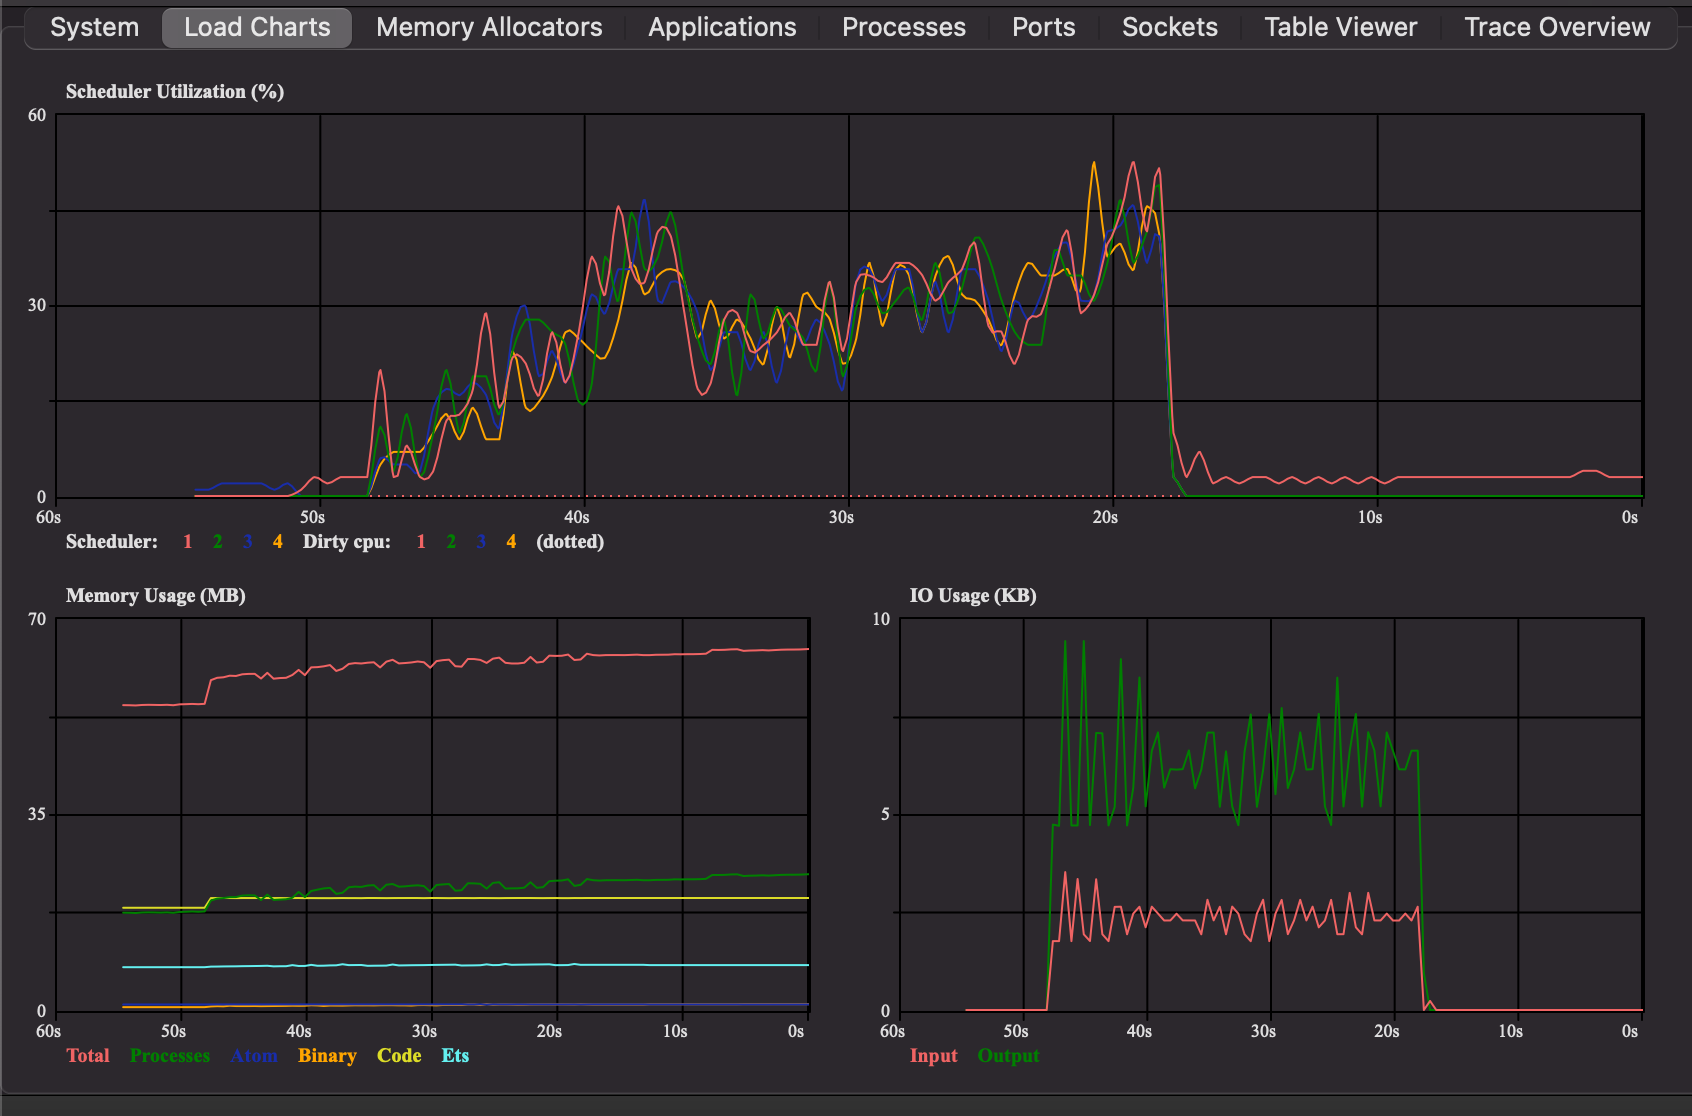 System Load Charts Memory Allocators Applications Processes Ports Sockets Table Viewer Trace Overview
Scheduler Utilization (%)
60
30
0
60s 50s 40s 30s 20s 10s 0s
Scheduler: 1 2 3 4 Dirty cpu: 1 2 3 4 (dotted)
Memory Usage (MB)
70
35
0
60s 50s 40s 30s 20s 10s 0s
Total Processes Atom Binary Code Ets
IO Usage (KB)
10
5
0
60s 50s 40s 30s 20s 10s 0s
Input Output